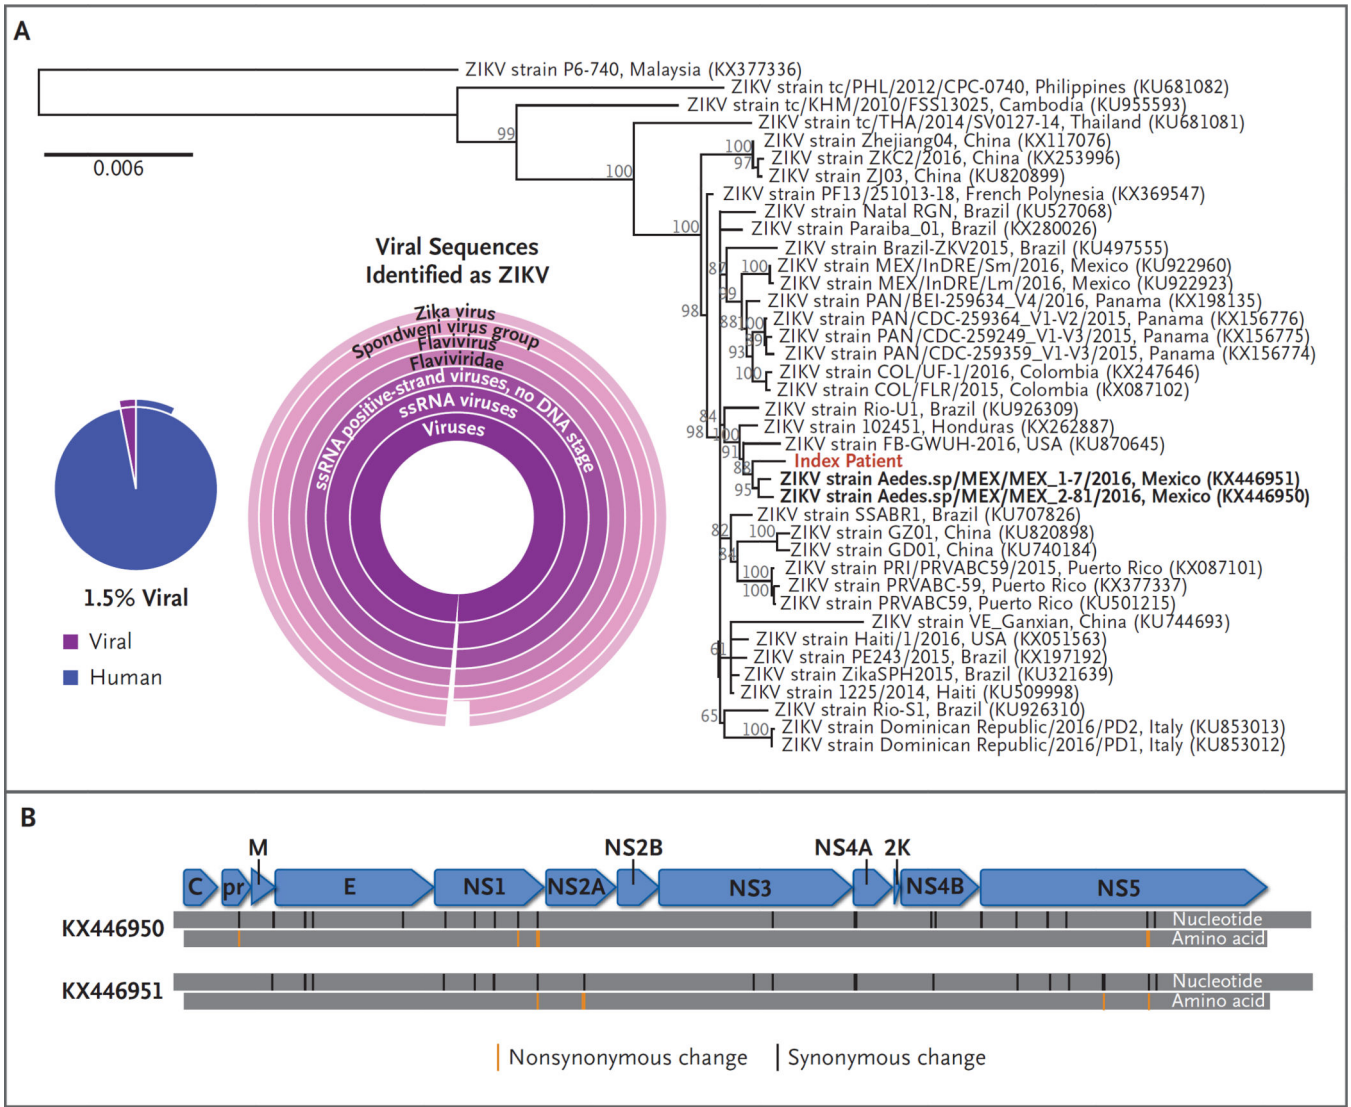 A
ZIKV strain P6-740, Malaysia (KX377336)
ZIKV strain tc/PHL/2012/CPC-0740, Philippines (KU681082)
ZIKV strain tc/KHM/2010/FSS13025, Cambodia (KU955593)
ZIKV strain tc/THA/2014/SV0127-14, Thailand (KU681081)
ZIKV strain Zhejiang04, China (KX117076)
ZIKV strain ZKC2/2016, China (KX253996)
ZIKV strain ZJ03, China (KU820899)
ZIKV strain PF13/251013-18, French Polynesia (KX369547)
ZIKV strain Natal RGN, Brazil (KU527068)
ZIKV strain Paraiba_01, Brazil (KX280026)
ZIKV strain Brazil-ZKV2015, Brazil (KU497555)
ZIKV strain MEX/InDRE/Sm/2016, Mexico (KU922960)
ZIKV strain MEX/InDRE/Lm/2016, Mexico (KU922923)
ZIKV strain PAN/BEI-259634_V4/2016, Panama (KX198135)
ZIKV strain PAN/CDC-259364_V1-V2/2015, Panama (KX156776)
ZIKV strain PAN/CDC-259249_V1-V3/2015, Panama (KX156775)
ZIKV strain PAN/CDC-259359_V1-V3/2015, Panama (KX156774)
ZIKV strain COL/UF-1/2016, Colombia (KX247646)
ZIKV strain COL/FLR/2015, Colombia (KX087102)
ZIKV strain Rio-U1, Brazil (KU926309)
ZIKV strain 102451, Honduras (KX262887)
ZIKV strain FB-GWUH-2016, USA (KU870645)
Index Patient
ZIKV strain Aedes.sp/MEX/MEX_1-7/2016, Mexico (KX446951)
ZIKV strain Aedes.sp/MEX/MEX_2-81/2016, Mexico (KX446950)
ZIKV strain SSABR1, Brazil (KU707826)
ZIKV strain GZ01, China (KU820898)
ZIKV strain GD01, China (KU740184)
ZIKV strain PRI/PRVABC59/2015, Puerto Rico (KX087101)
ZIKV strain PRVABC-59, Puerto Rico (KX377337)
ZIKV strain PRVABC59, Puerto Rico (KU501215)
ZIKV strain VE_Ganxian, China (KU744693)
ZIKV strain Haiti/1/2016, USA (KX051563)
ZIKV strain PE243/2015, Brazil (KX197192)
ZIKV strain ZikaSPH2015, Brazil (KU321639)
ZIKV strain 1225/2014, Haiti (KU509998)
ZIKV strain Rio-S1, Brazil (KU926310)
ZIKV strain Dominican Republic/2016/PD2, Italy (KU853013)
ZIKV strain Dominican Republic/2016/PD1, Italy (KU853012)
99
100
100
100
97
98
87
100
99
88
100
99
93
100
84
98
100
91
88
95
82
100
84
100
100
61
65
100
0.006
Viral Sequences
Identified as ZIKV
Zika virus
Spondweni virus group
Flavivirus
Flaviviridae
ssRNA positive-strand viruses, no DNA stage
ssRNA viruses
Viruses
1.5% Viral
Viral
Human
B
M
NS2B
NS4A
2K
C
pr
E
NS1
NS2A
NS3
NS4B
NS5
KX446950
Nucleotide
Amino acid
KX446951
Nucleotide
Amino acid
Nonsynonymous change
Synonymous change